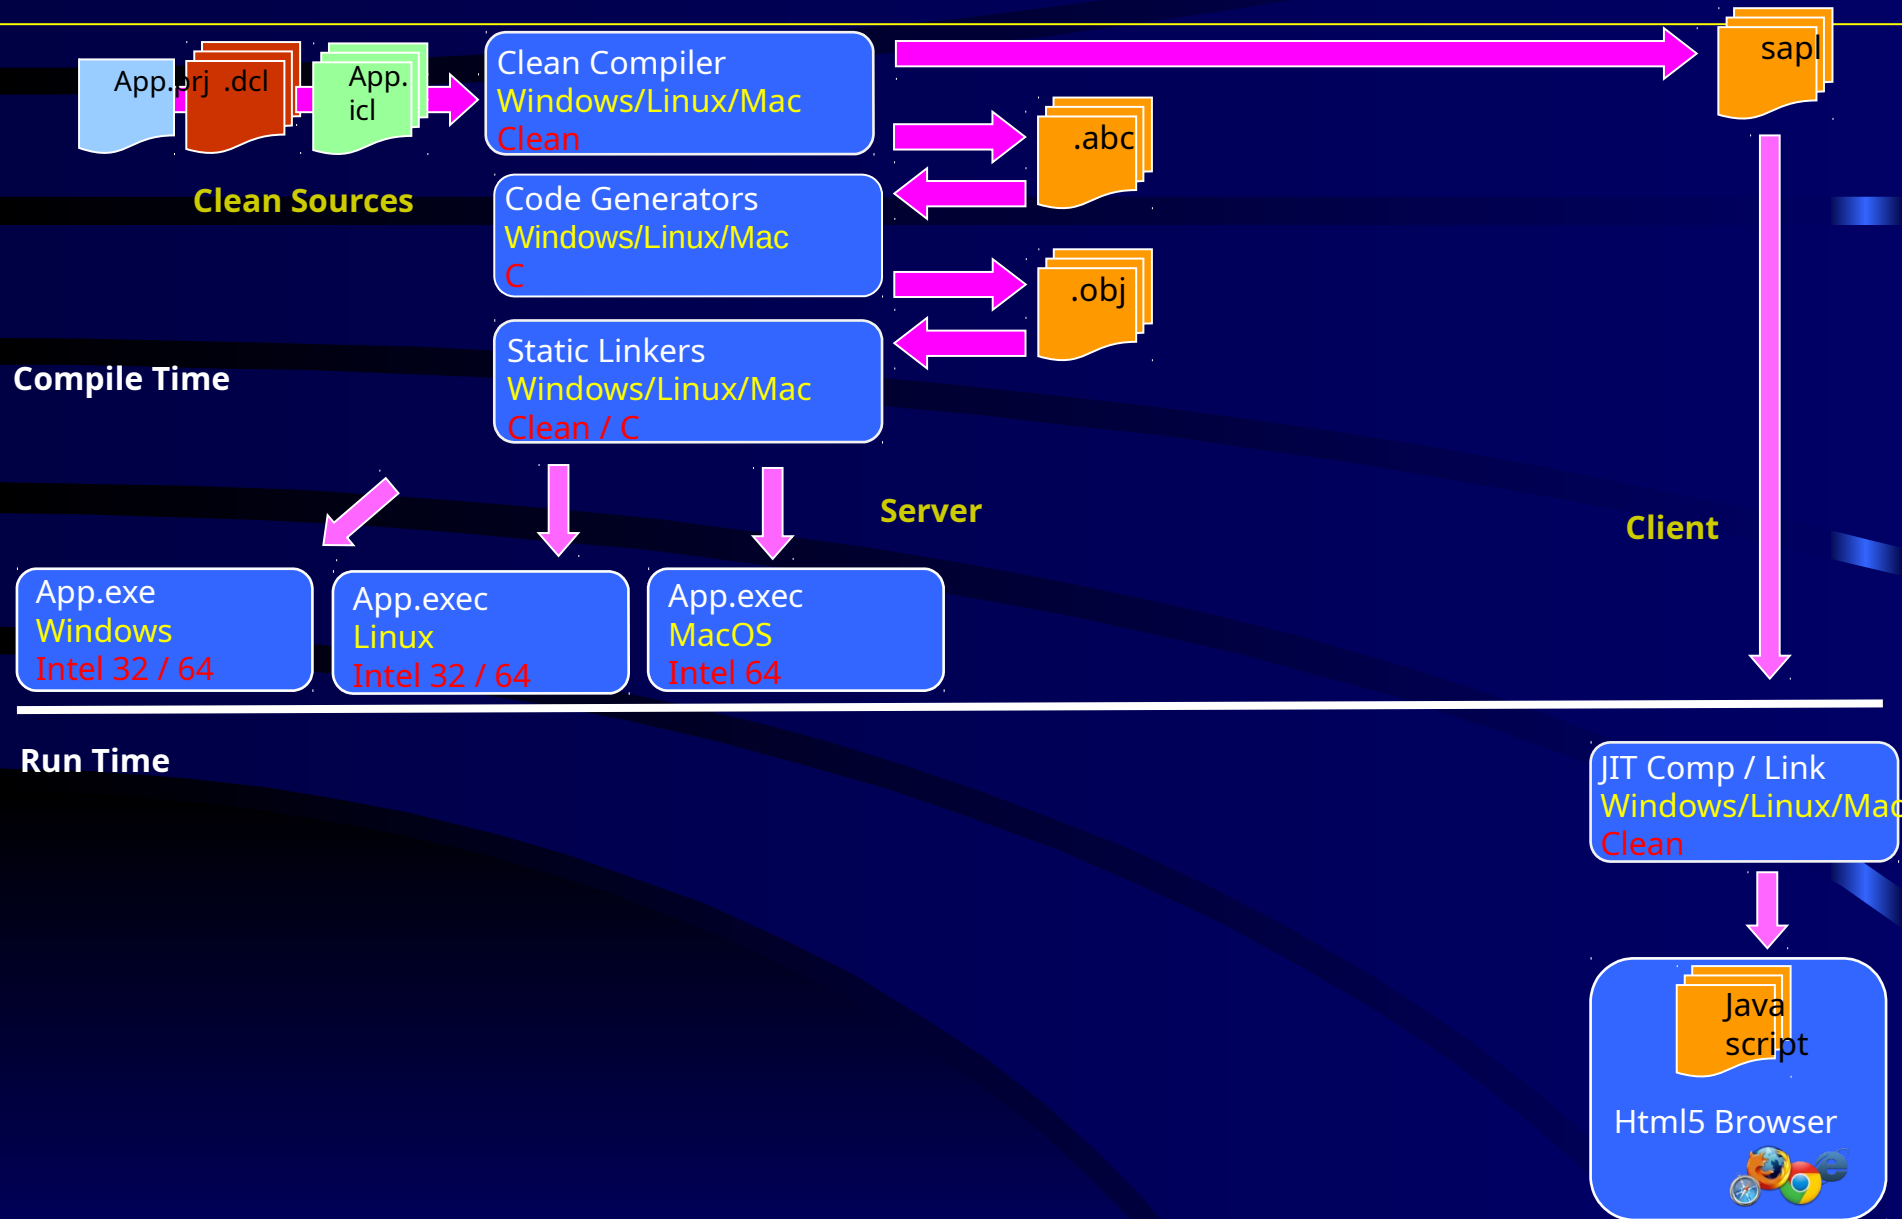 App.prj
.dcl
App.
icl
Clean Compiler
Windows/Linux/Mac
Clean
sapl
.abc
Clean Sources
Code Generators
Windows/Linux/Mac
C
.obj
Static Linkers
Windows/Linux/Mac
Clean / C
Compile Time
Server
Client
App.exe
Windows
Intel 32 / 64
App.exec
Linux
Intel 32 / 64
App.exec
MacOS
Intel 64
Run Time
JIT Comp / Link
Windows/Linux/Mac
Clean
Java
script
Html5 Browser